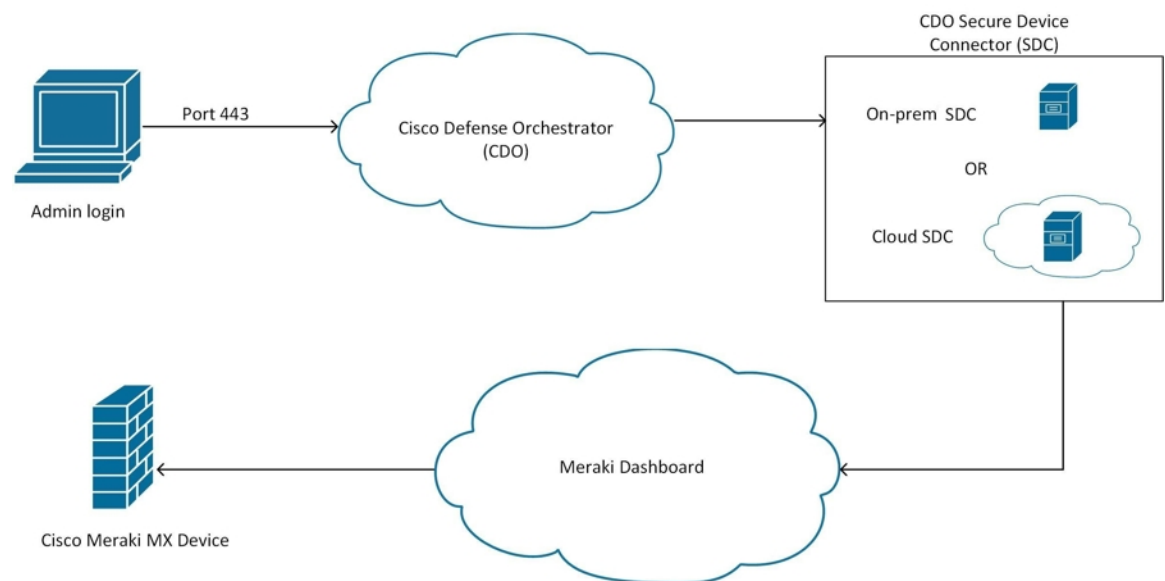 CDO Secure Device
Connector (SDC)
Port 443
On-prem SDC
Cisco Defense Orchestrator
(CDO)
OR
Admin login
Cloud SDC
Meraki Dashboard
Cisco Meraki MX Device